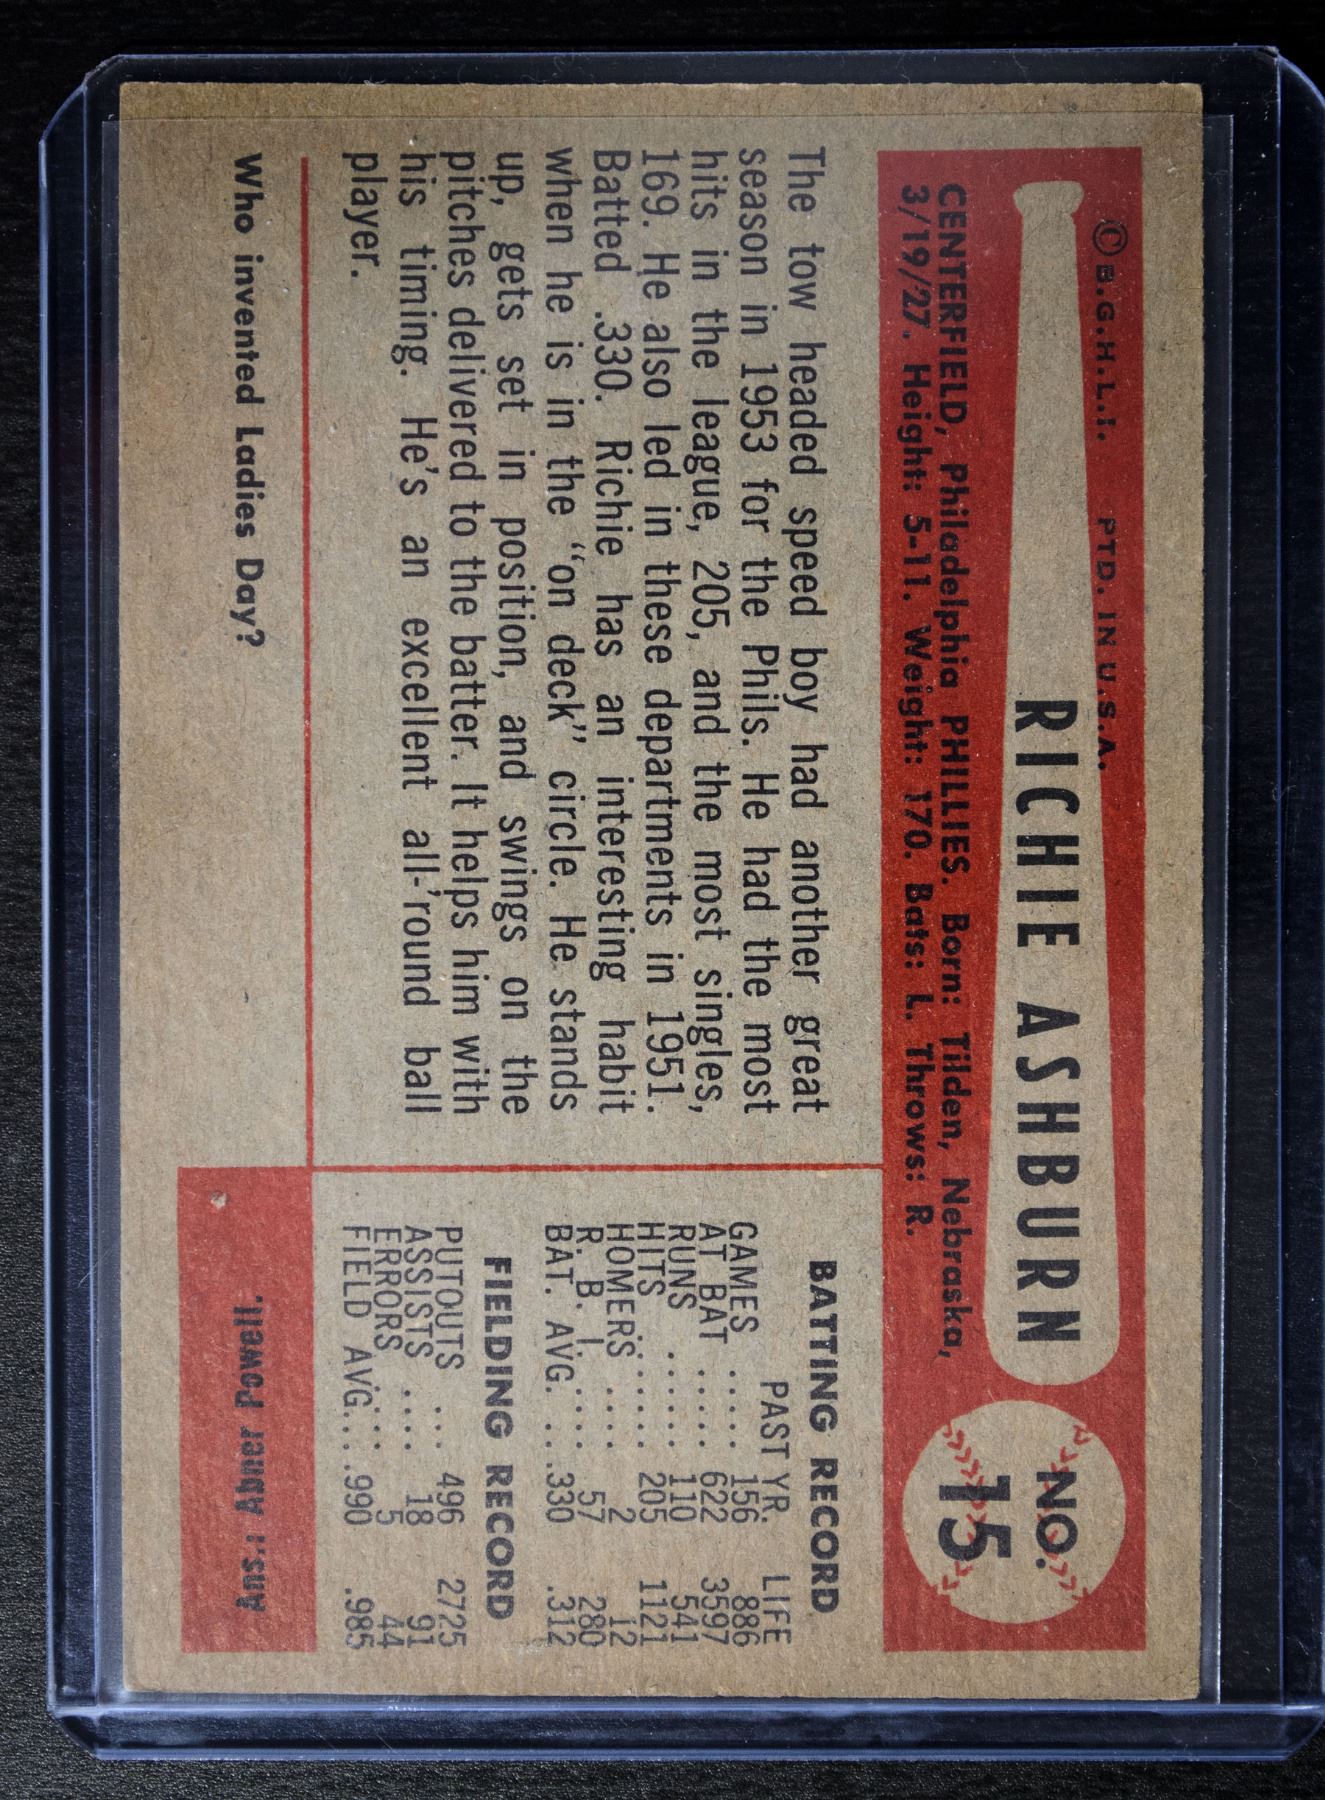 © B.G.H.L.I. PTD. IN U.S.A.
RICHIE ASHBURN
NO.
15
CENTERFIELD, Philadelphia PHILLIES. Born: Tilden, Nebraska,
3/19/27. Height: 5-11. Weight: 170. Bats: L. Throws: R.
The tow headed speed boy had another great
season in 1953 for the Phils. He had the most
hits in the league, 205, and the most singles,
169. He also led in these departments in 1951.
Batted .330. Richie has an interesting habit
when he is in the "on deck" circle. He stands
up, gets set in position, and swings on the
pitches delivered to the batter. It helps him with
his timing. He's an excellent all-'round ball
player.
BATTING RECORD
PAST YR. LIFE
GAMES .... 156 886
AT BAT ..... 622 3597
RUNS ...... 110 541
HITS ...... 205 1121
HOMERS .... 2 12
R. B. I. .... 57 280
BAT. AVG. .. .330 .312
FIELDING RECORD
PUTOUTS ... 496 2725
ASSISTS .... 18 91
ERRORS .... 5 44
FIELD AVG. .. .990 .985
Who invented Ladies Day?
Ans.: Abner Powell.